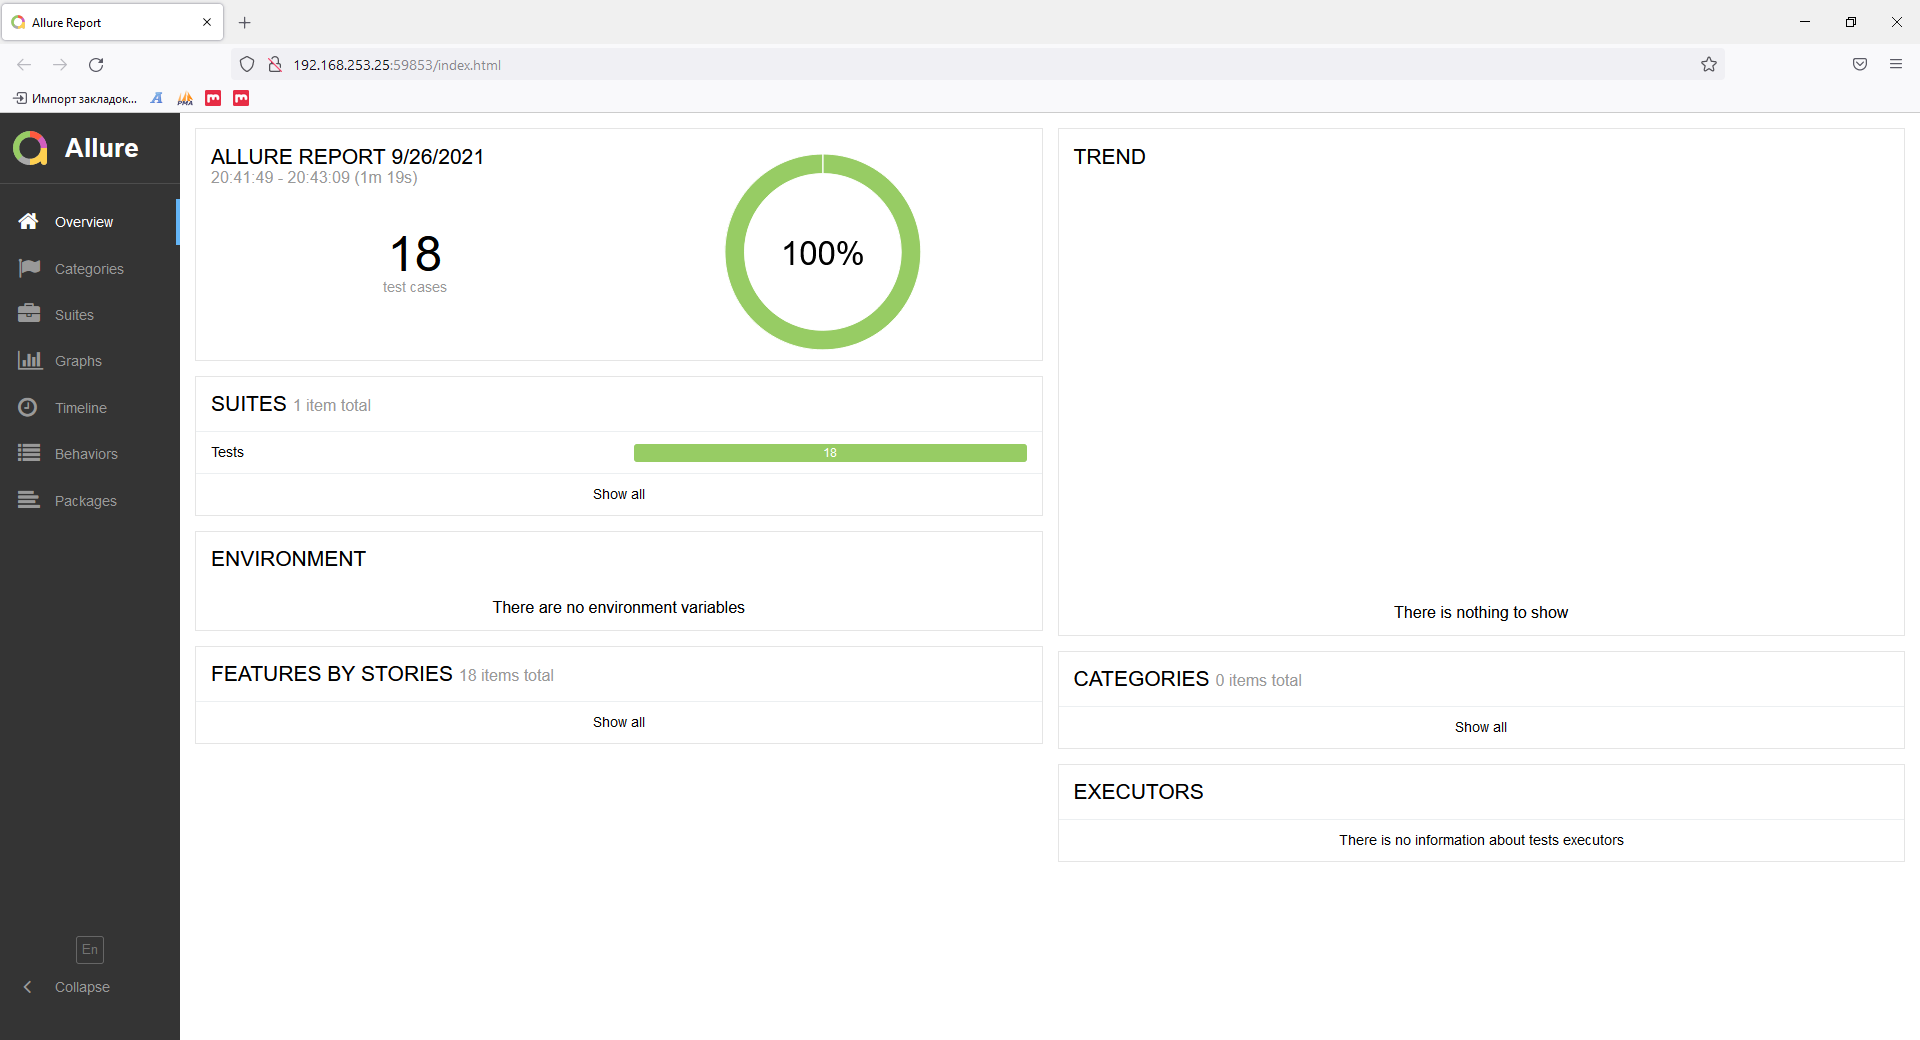 Allure Report
192.168.253.25:59853/index.html
Импорт закладок...
A
PMA
m
m
Allure
Overview
Categories
Suites
Graphs
Timeline
Behaviors
Packages
En
Collapse
ALLURE REPORT 9/26/2021
20:41:49 - 20:43:09 (1m 19s)
18
test cases
100%
SUITES 1 item total
Tests
18
Show all
ENVIRONMENT
There are no environment variables
FEATURES BY STORIES 18 items total
Show all
TREND
There is nothing to show
CATEGORIES 0 items total
Show all
EXECUTORS
There is no information about tests executors